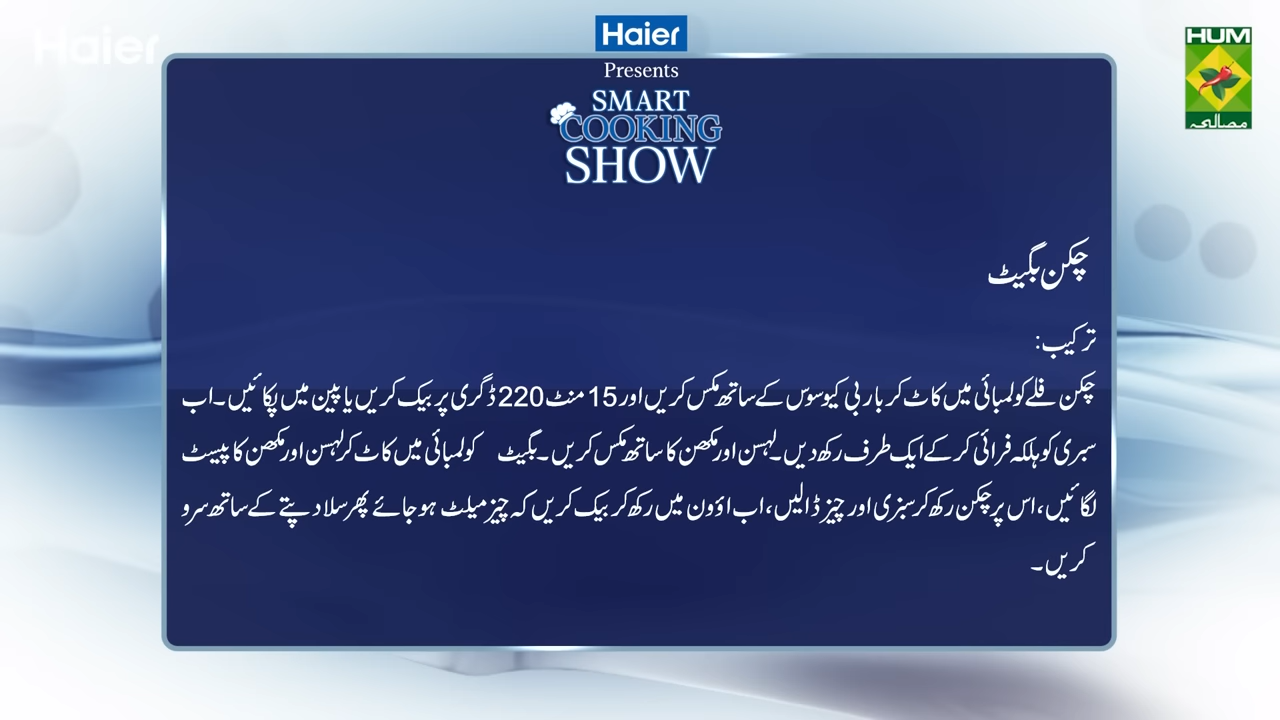 Haier
Haier
HUM
مصالحہ
Presents
SMART
COOKING
SHOW
چکن بگیٹ
ترکیب:
چکن فلے کو لمبائی میں کاٹ کر بار بی کیو سوس کے ساتھ مکس کریں اور 15 منٹ 220 ڈگری پر بیک کریں یا پین میں پکائیں۔ اب
سبری کو ہلکہ فرائی کر کے ایک طرف رکھ دیں۔ لہسن اور مکھن کا ساتھ مکس کریں۔ بگیٹ کو لمبائی میں کاٹ کر لہسن اور مکھن کا پیسٹ
لگائیں، اس پر چکن رکھ کر سبزی اور چیز ڈالیں، اب اؤون میں رکھ کر بیک کریں کہ چیز میلٹ ہو جائے پھر سلاد پتے کے ساتھ سرو
کریں۔